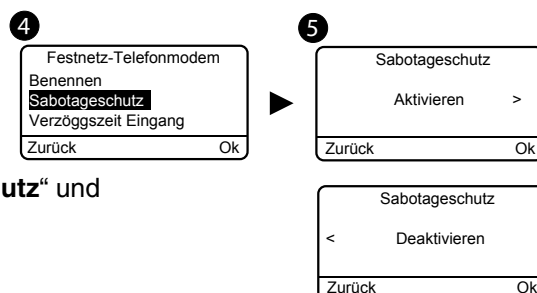 4
Festnetz-Telefonmodem
Benennen
Sabotageschutz
Verzöggszeit Eingang
Zurück Ok
utz“ und
5
Sabotageschutz
Aktivieren >
Zurück Ok
Sabotageschutz
< Deaktivieren
Zurück Ok